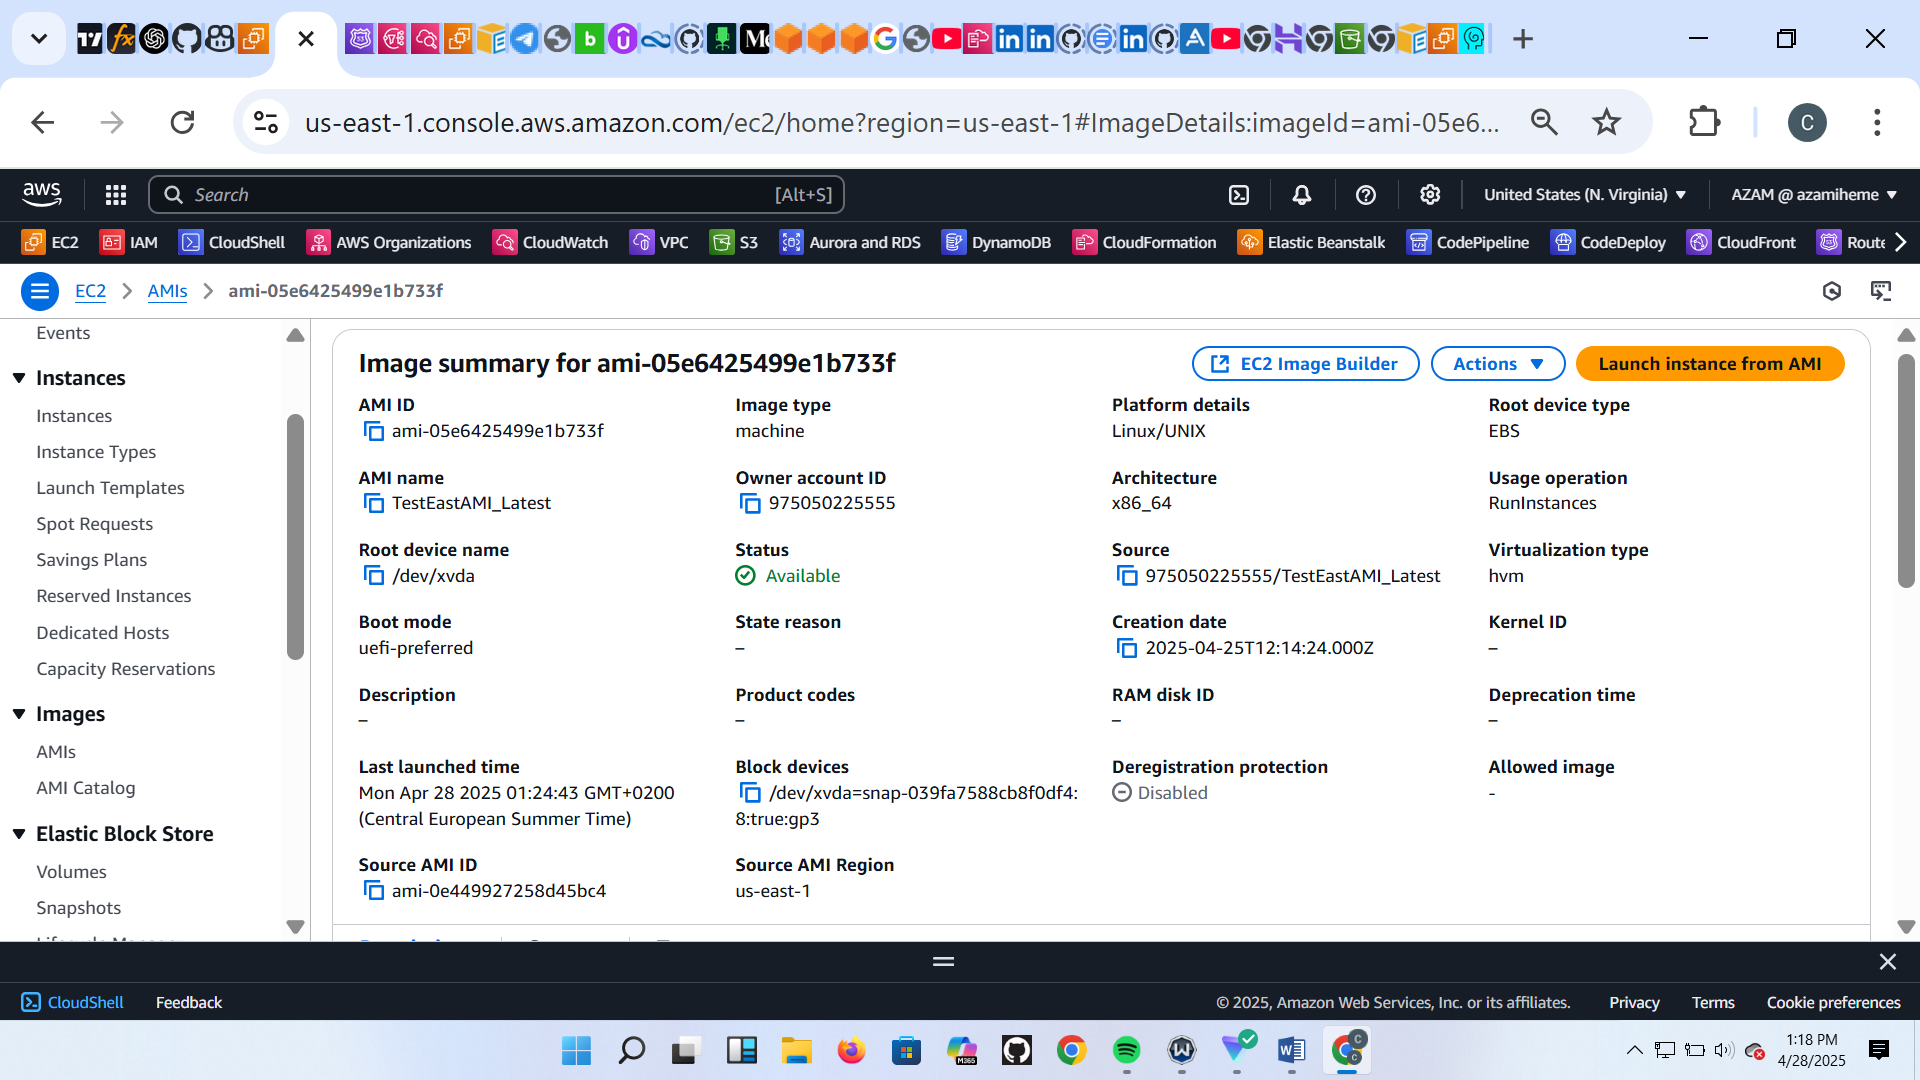 us-east-1.console.aws.amazon.com/ec2/home?region=us-east-1#ImageDetails:imageId=ami-05e6...
C
aws
Search
[Alt+S]
United States (N. Virginia)
AZAM @ azamiheme
EC2
IAM
CloudShell
AWS Organizations
CloudWatch
VPC
S3
Aurora and RDS
DynamoDB
CloudFormation
Elastic Beanstalk
CodePipeline
CodeDeploy
CloudFront
EC2
AMIs
ami-05e6425499e1b733f
Events
Instances
Instances
Instance Types
Launch Templates
Spot Requests
Savings Plans
Reserved Instances
Dedicated Hosts
Capacity Reservations
Images
AMIs
AMI Catalog
Elastic Block Store
Volumes
Snapshots
Image summary for ami-05e6425499e1b733f
EC2 Image Builder
Actions
Launch instance from AMI
AMI ID
ami-05e6425499e1b733f
Image type
machine
Platform details
Linux/UNIX
Root device type
EBS
AMI name
TestEastAMI_Latest
Owner account ID
975050225555
Architecture
x86_64
Usage operation
RunInstances
Root device name
/dev/xvda
Status
Available
Source
975050225555/TestEastAMI_Latest
Virtualization type
hvm
Boot mode
uefi-preferred
State reason
–
Creation date
2025-04-25T12:14:24.000Z
Kernel ID
–
Description
–
Product codes
–
RAM disk ID
–
Deprecation time
–
Last launched time
Mon Apr 28 2025 01:24:43 GMT+0200
(Central European Summer Time)
Block devices
/dev/xvda=snap-039fa7588cb8f0df4:
8:true:gp3
Deregistration protection
Disabled
Allowed image
-
Source AMI ID
ami-0e449927258d45bc4
Source AMI Region
us-east-1
CloudShell
Feedback
© 2025, Amazon Web Services, Inc. or its affiliates.
Privacy
Terms
Cookie preferences
1:18 PM
4/28/2025